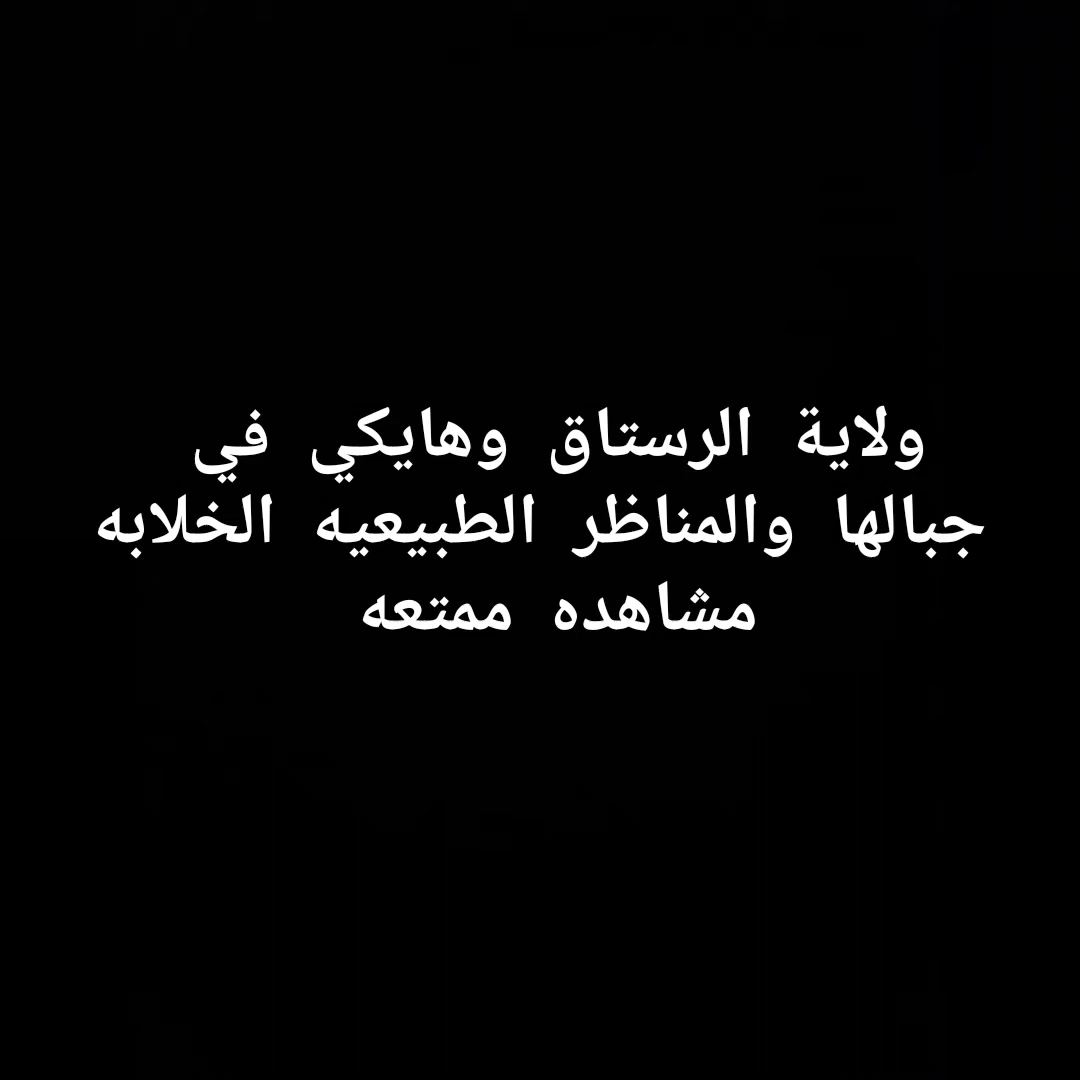 ولاية الرستاق وهايكي في
جبالها والمناظر الطبيعيه الخلابه
مشاهده ممتعه